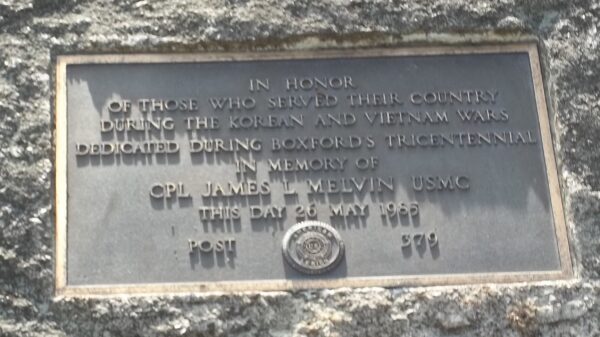 IN HONOR
OF THOSE WHO SERVED THEIR COUNTRY
DURING THE KOREAN AND VIETNAM WARS
DEDICATED DURING BOXFORD'S TRICENTENNIAL
IN MEMORY OF
CPL JAMES L MELVIN USMC
THIS DAY 26 MAY 1985
POST 379